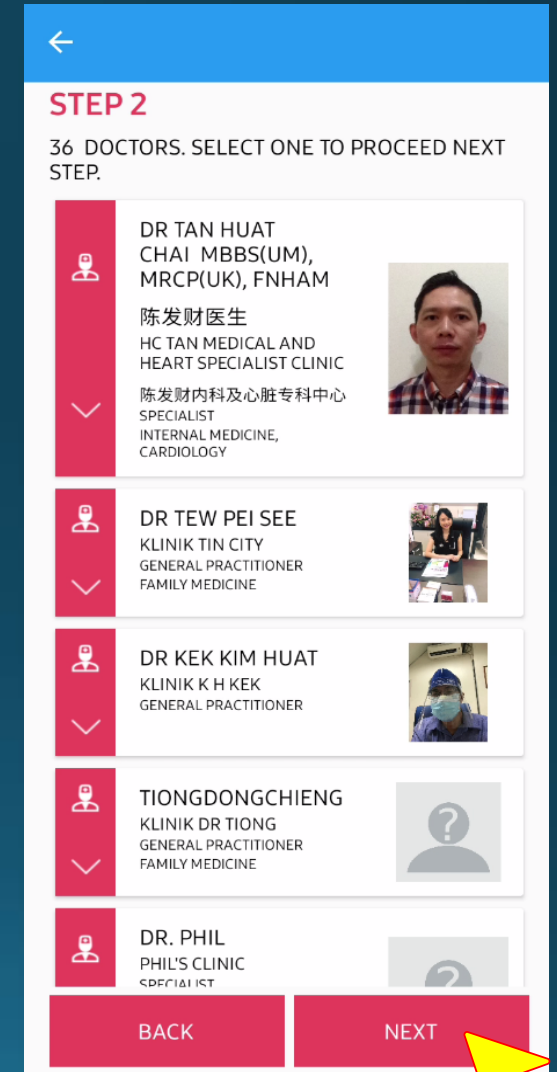 STEP 2
36 DOCTORS. SELECT ONE TO PROCEED NEXT
STEP.
DR TAN HUAT
CHAI MBBS(UM),
MRCP(UK), FNHAM
陈发财医生
HC TAN MEDICAL AND
HEART SPECIALIST CLINIC
陈发财内科及心脏专科中心
SPECIALIST
INTERNAL MEDICINE,
CARDIOLOGY
DR TEW PEI SEE
KLINIK TIN CITY
GENERAL PRACTITIONER
FAMILY MEDICINE
DR KEK KIM HUAT
KLINIK K H KEK
GENERAL PRACTITIONER
TIONGDONGCHIENG
KLINIK DR TIONG
GENERAL PRACTITIONER
FAMILY MEDICINE
DR. PHIL
PHIL'S CLINIC
SPECIALIST
BACK
NEXT